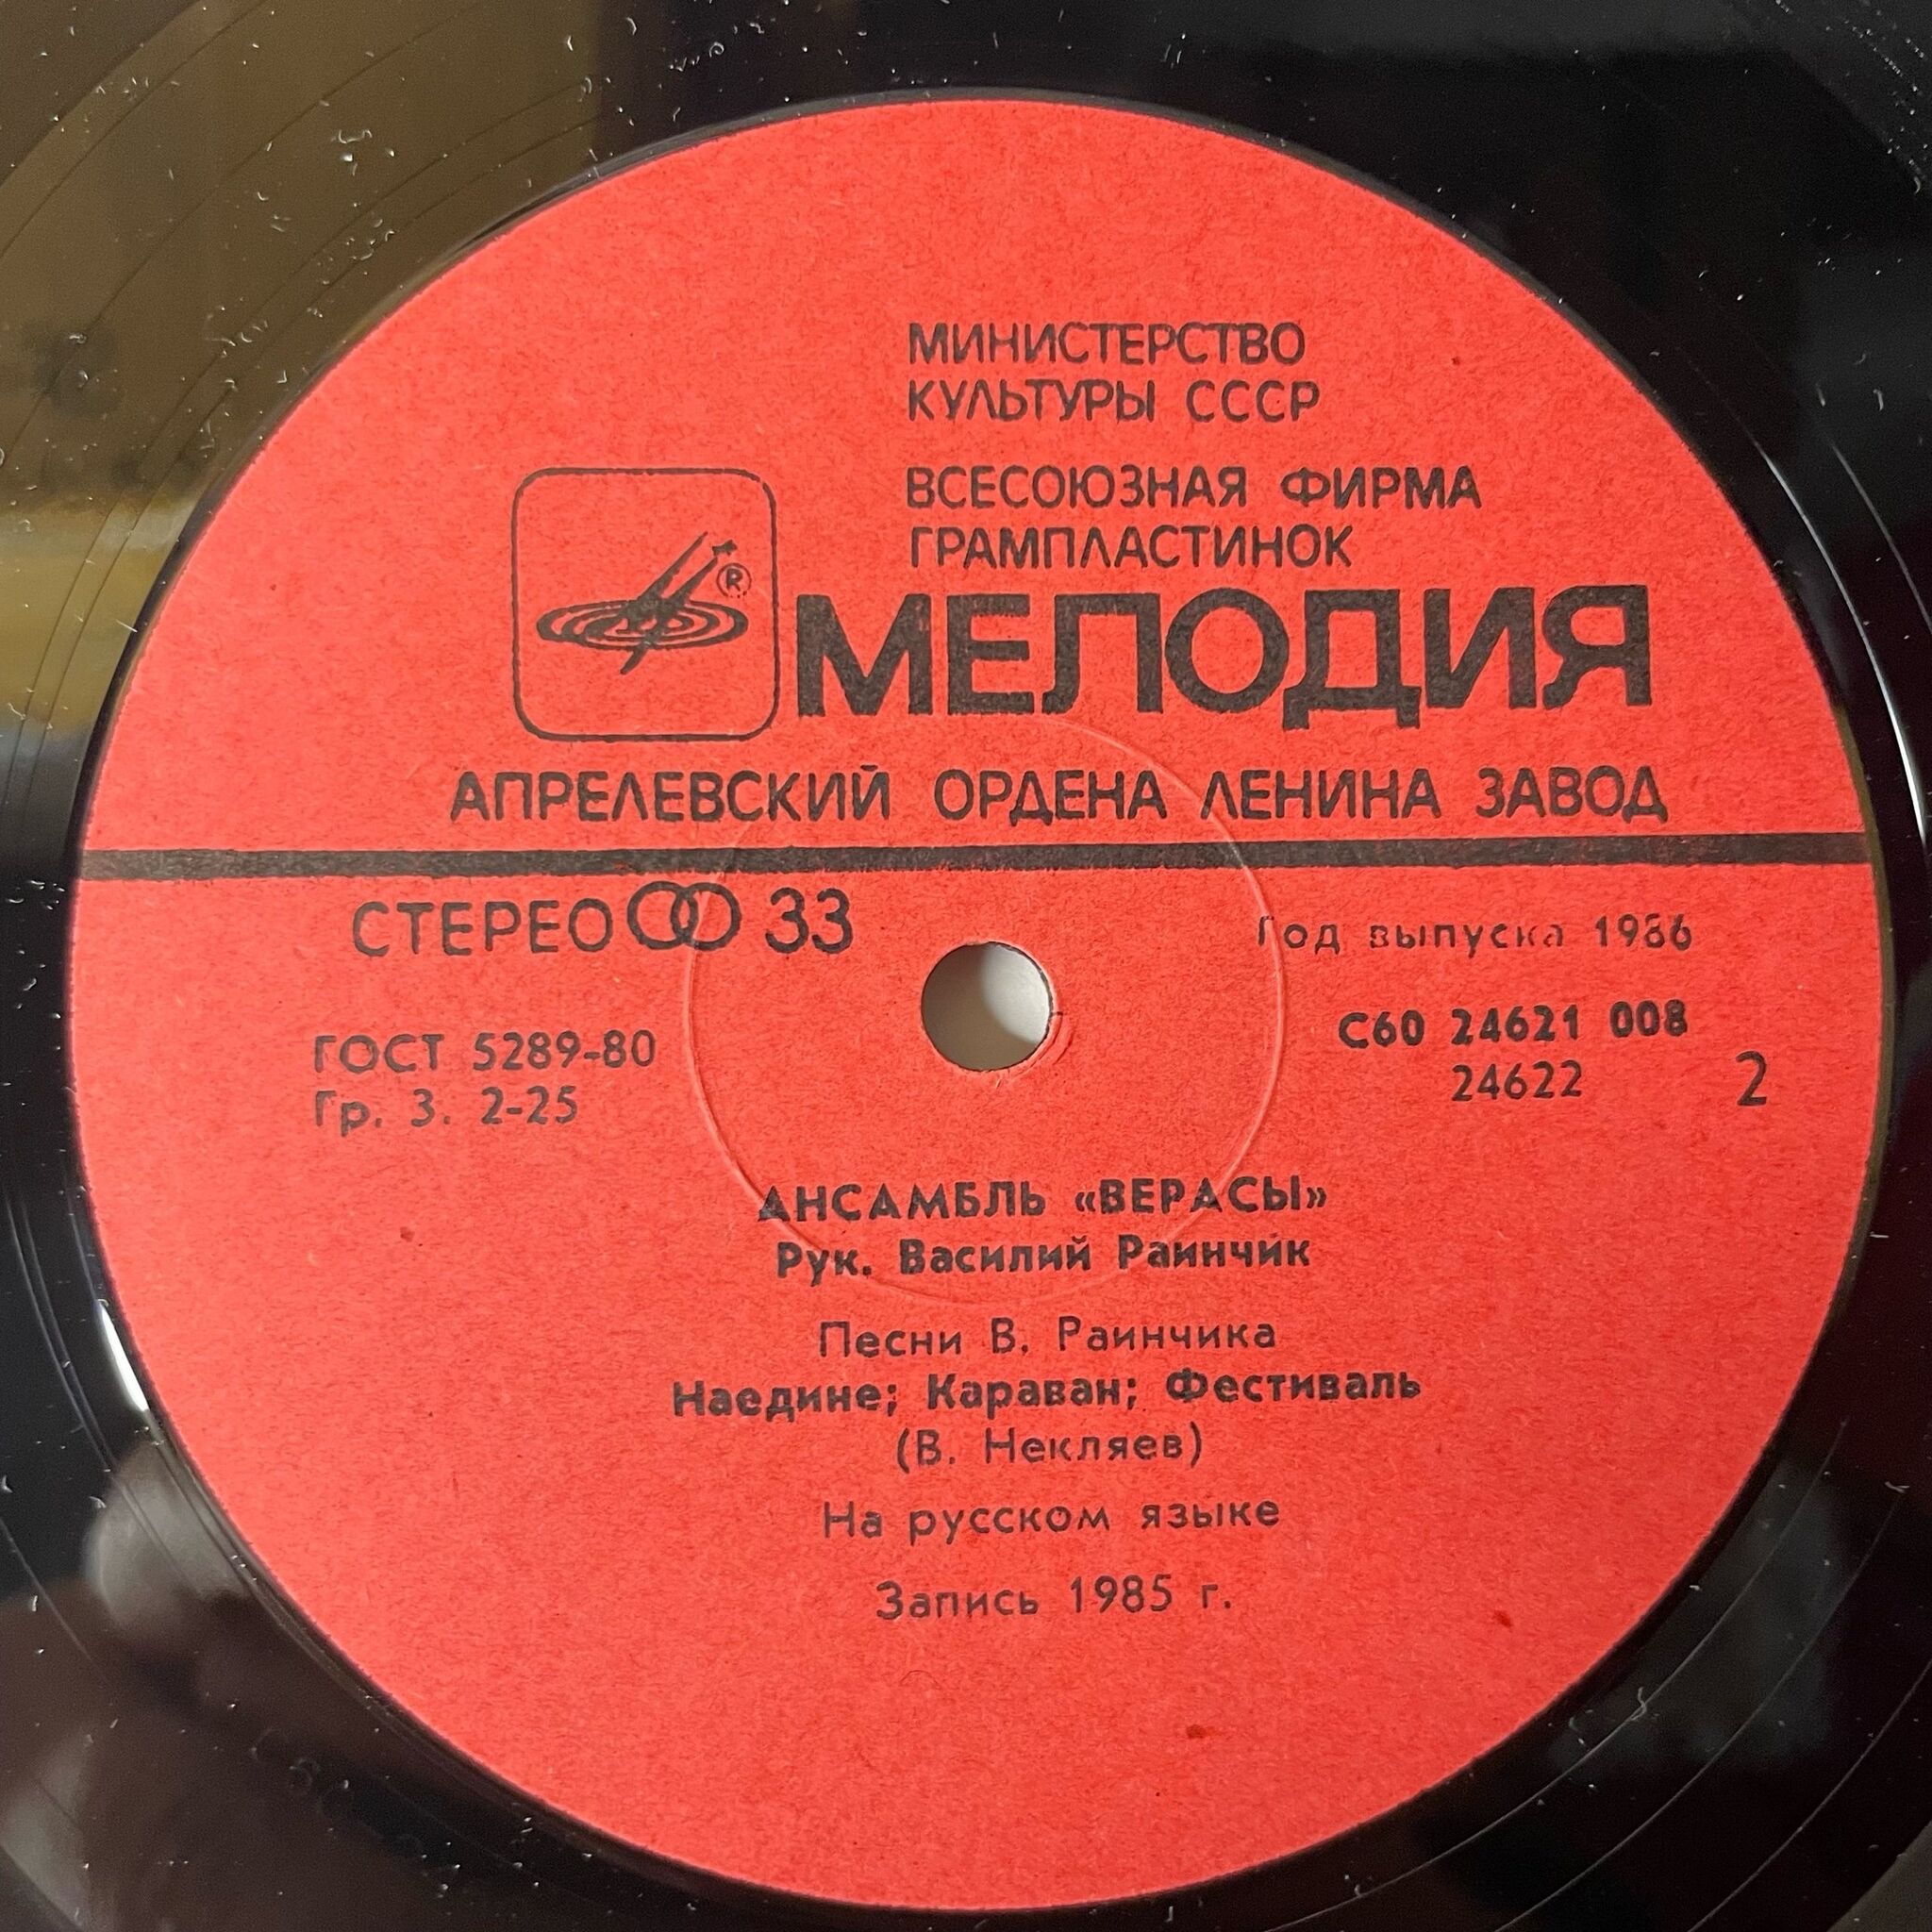 МИНИСТЕРСТВО
КУЛЬТУРЫ СССР
ВСЕСОЮЗНАЯ ФИРМА
ГРАМПЛАСТИНОК
®
МЕЛОДИЯ
АПРЕЛЕВСКИЙ ОРДЕНА ЛЕНИНА ЗАВОД
СТЕРЕО 33
Год выпуска 1986
ГОСТ 5289-80
Гр. 3. 2-25
С60 24621 008
24622
2
АНСАМБЛЬ «ВЕРАСЫ»
Рук. Василий Раинчик
Песни В. Раинчика
Наедине; Караван; Фестиваль
(В. Некляев)
На русском языке
Запись 1985 г.